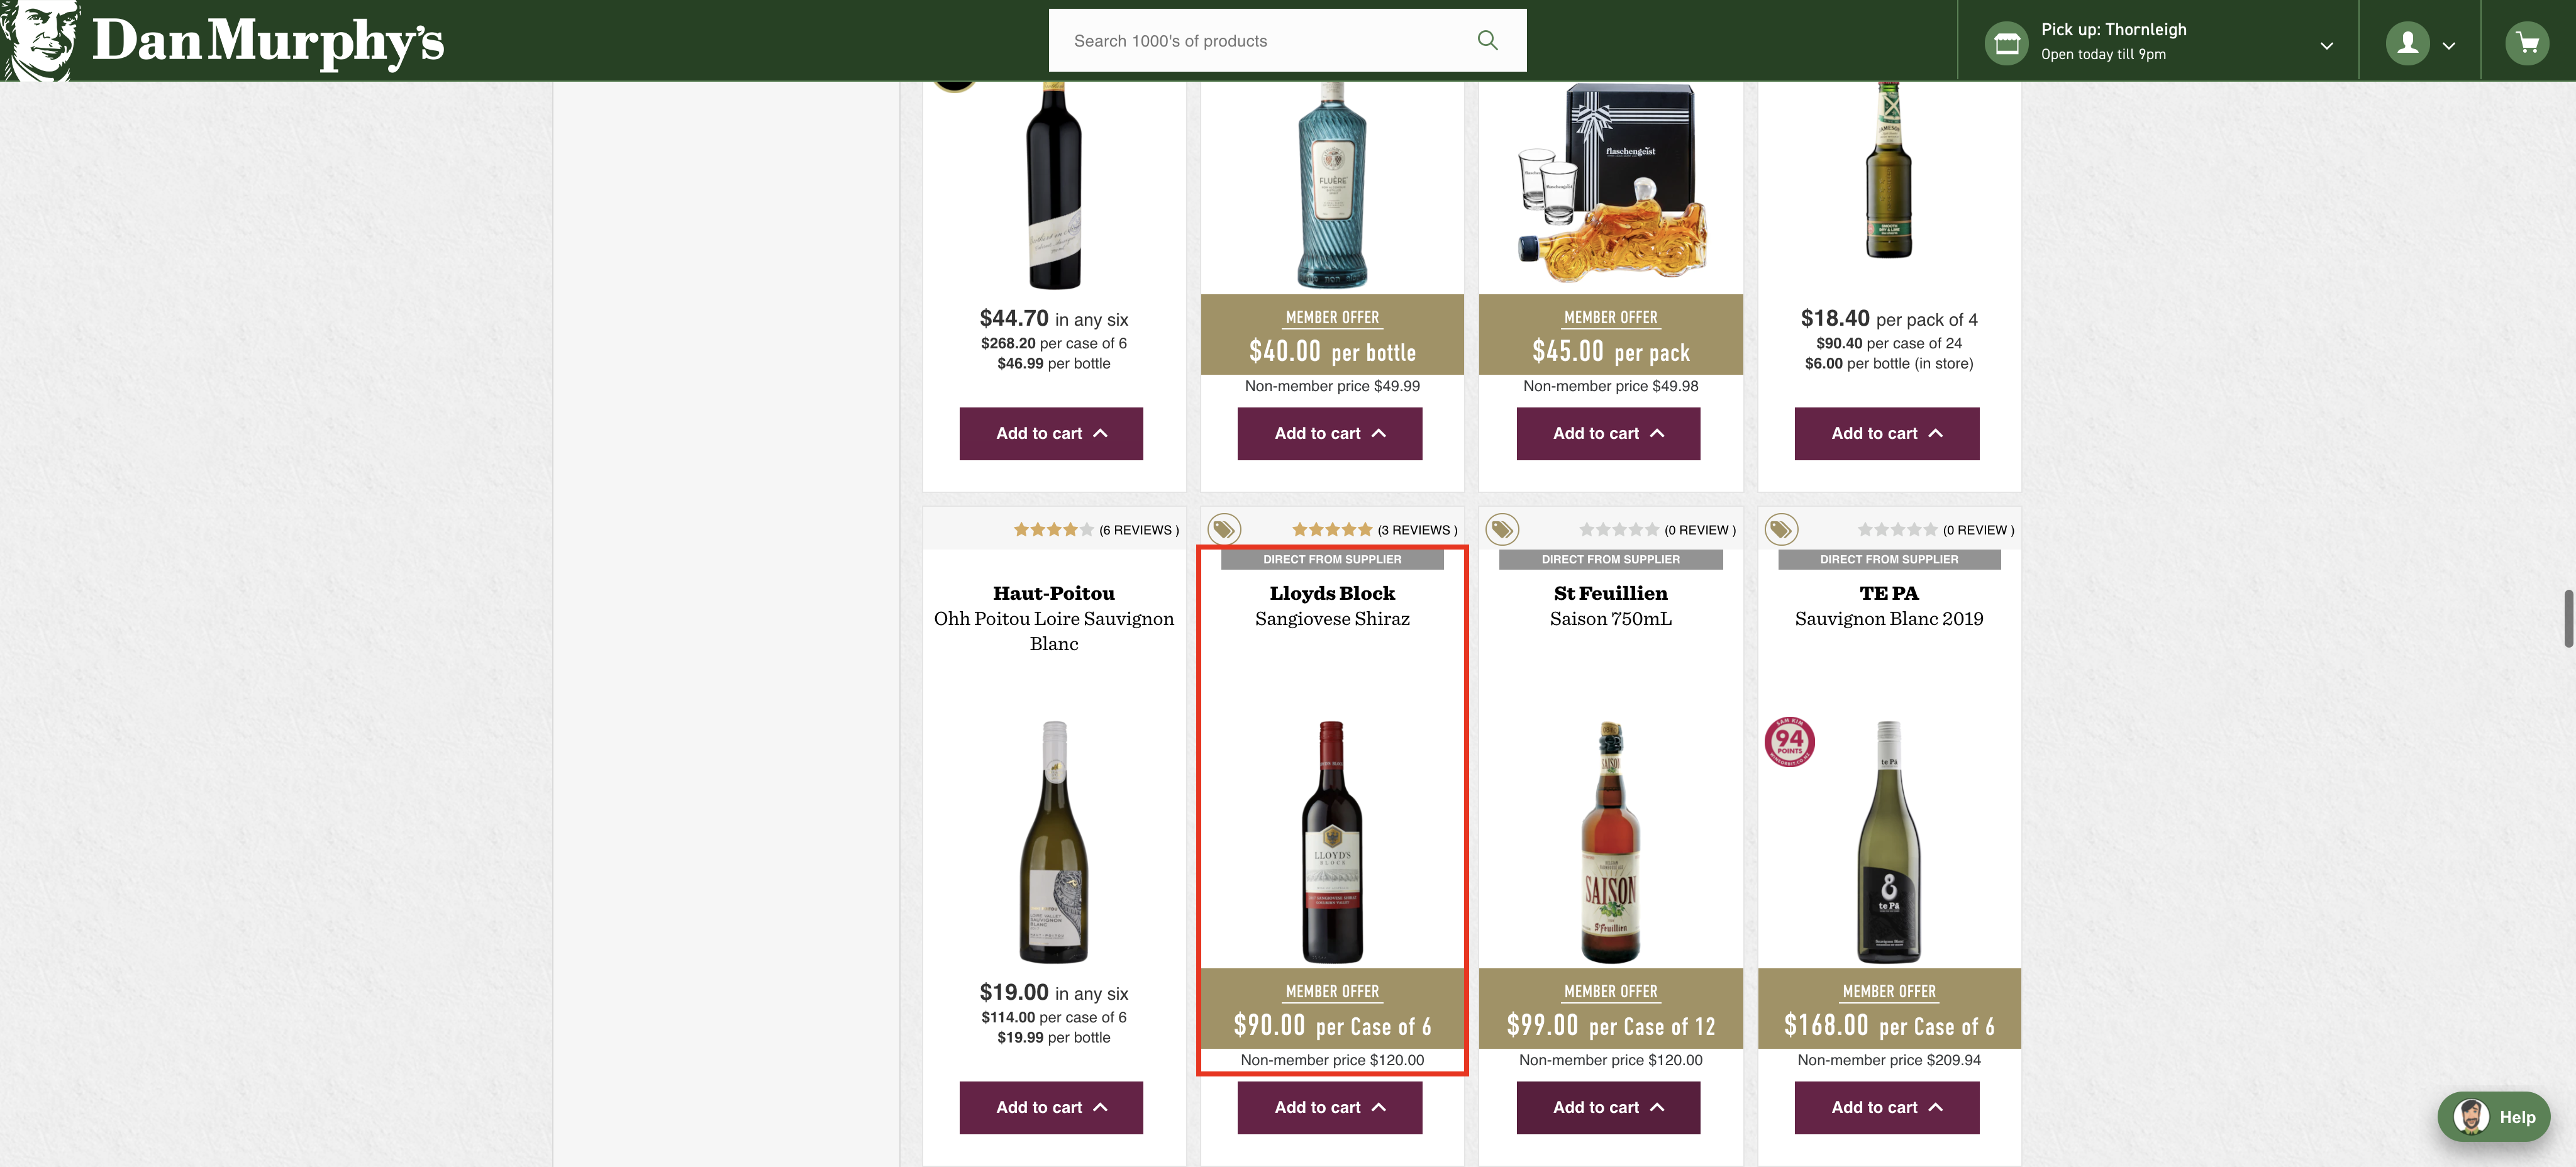 Dan Murphy's
Search 1000's of products
Pick up: Thornleigh
Open today till 9pm
FLUÈRE
flaschengeist
JAMESON
$44.70 in any six
$268.20 per case of 6
$46.99 per bottle
Add to cart
MEMBER OFFER
$40.00 per bottle
Non-member price $49.99
Add to cart
MEMBER OFFER
$45.00 per pack
Non-member price $49.98
Add to cart
$18.40 per pack of 4
$90.40 per case of 24
$6.00 per bottle (in store)
Add to cart
(6 REVIEWS )
Haut-Poitou
Ohh Poitou Loire Sauvignon
Blanc
$19.00 in any six
$114.00 per case of 6
$19.99 per bottle
Add to cart
(3 REVIEWS )
DIRECT FROM SUPPLIER
Lloyds Block
Sangiovese Shiraz
LLOYD'S
BLOCK
MEMBER OFFER
$90.00 per Case of 6
Non-member price $120.00
Add to cart
(0 REVIEW )
DIRECT FROM SUPPLIER
St Feuillien
Saison 750mL
SAISON
St Feuillien
MEMBER OFFER
$99.00 per Case of 12
Non-member price $120.00
Add to cart
(0 REVIEW )
DIRECT FROM SUPPLIER
TE PA
Sauvignon Blanc 2019
SAM KIM
94
POINTS
te Pā
te Pā
Sauvignon Blanc
MEMBER OFFER
$168.00 per Case of 6
Non-member price $209.94
Add to cart
Help